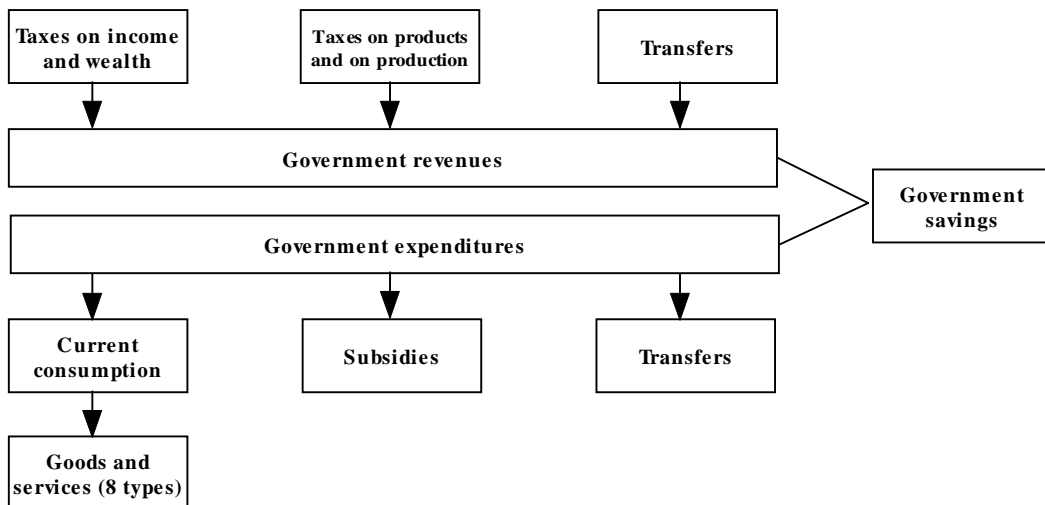 Taxes on income
and wealth
Taxes on products
and on production
Transfers
Government revenues
Government
savings
Government expenditures
Current
consumption
Subsidies
Transfers
Goods and
services (8 types)